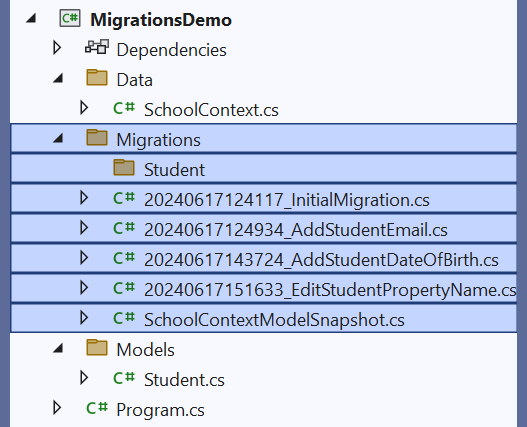 C# MigrationsDemo
Dependencies
Data
C# SchoolContext.cs
Migrations
Student
C# 20240617124117_InitialMigration.cs
C# 20240617124934_AddStudentEmail.cs
C# 20240617143724_AddStudentDateOfBirth.cs
C# 20240617151633_EditStudentPropertyName.cs
C# SchoolContextModelSnapshot.cs
Models
C# Student.cs
C# Program.cs